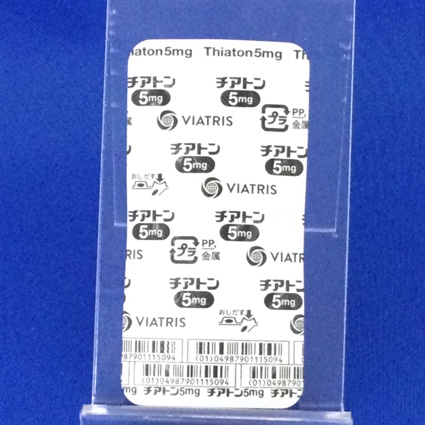 Thiaton5mg Thiaton5mg
チアトン チアトン
5mg 5mg
プラ PP,
金属
VIATRIS
チアトン チアトン
5mg 5mg
おしだす VIATRIS
チアトン チアトン
5mg 5mg
プラ PP,
金属
VIATRIS
チアトン チアトン
5mg 5mg
VIATRIS おしだす
87901115094 (01)04987901115094
(01)04987901115094
チアトン5mg チアトン5mg